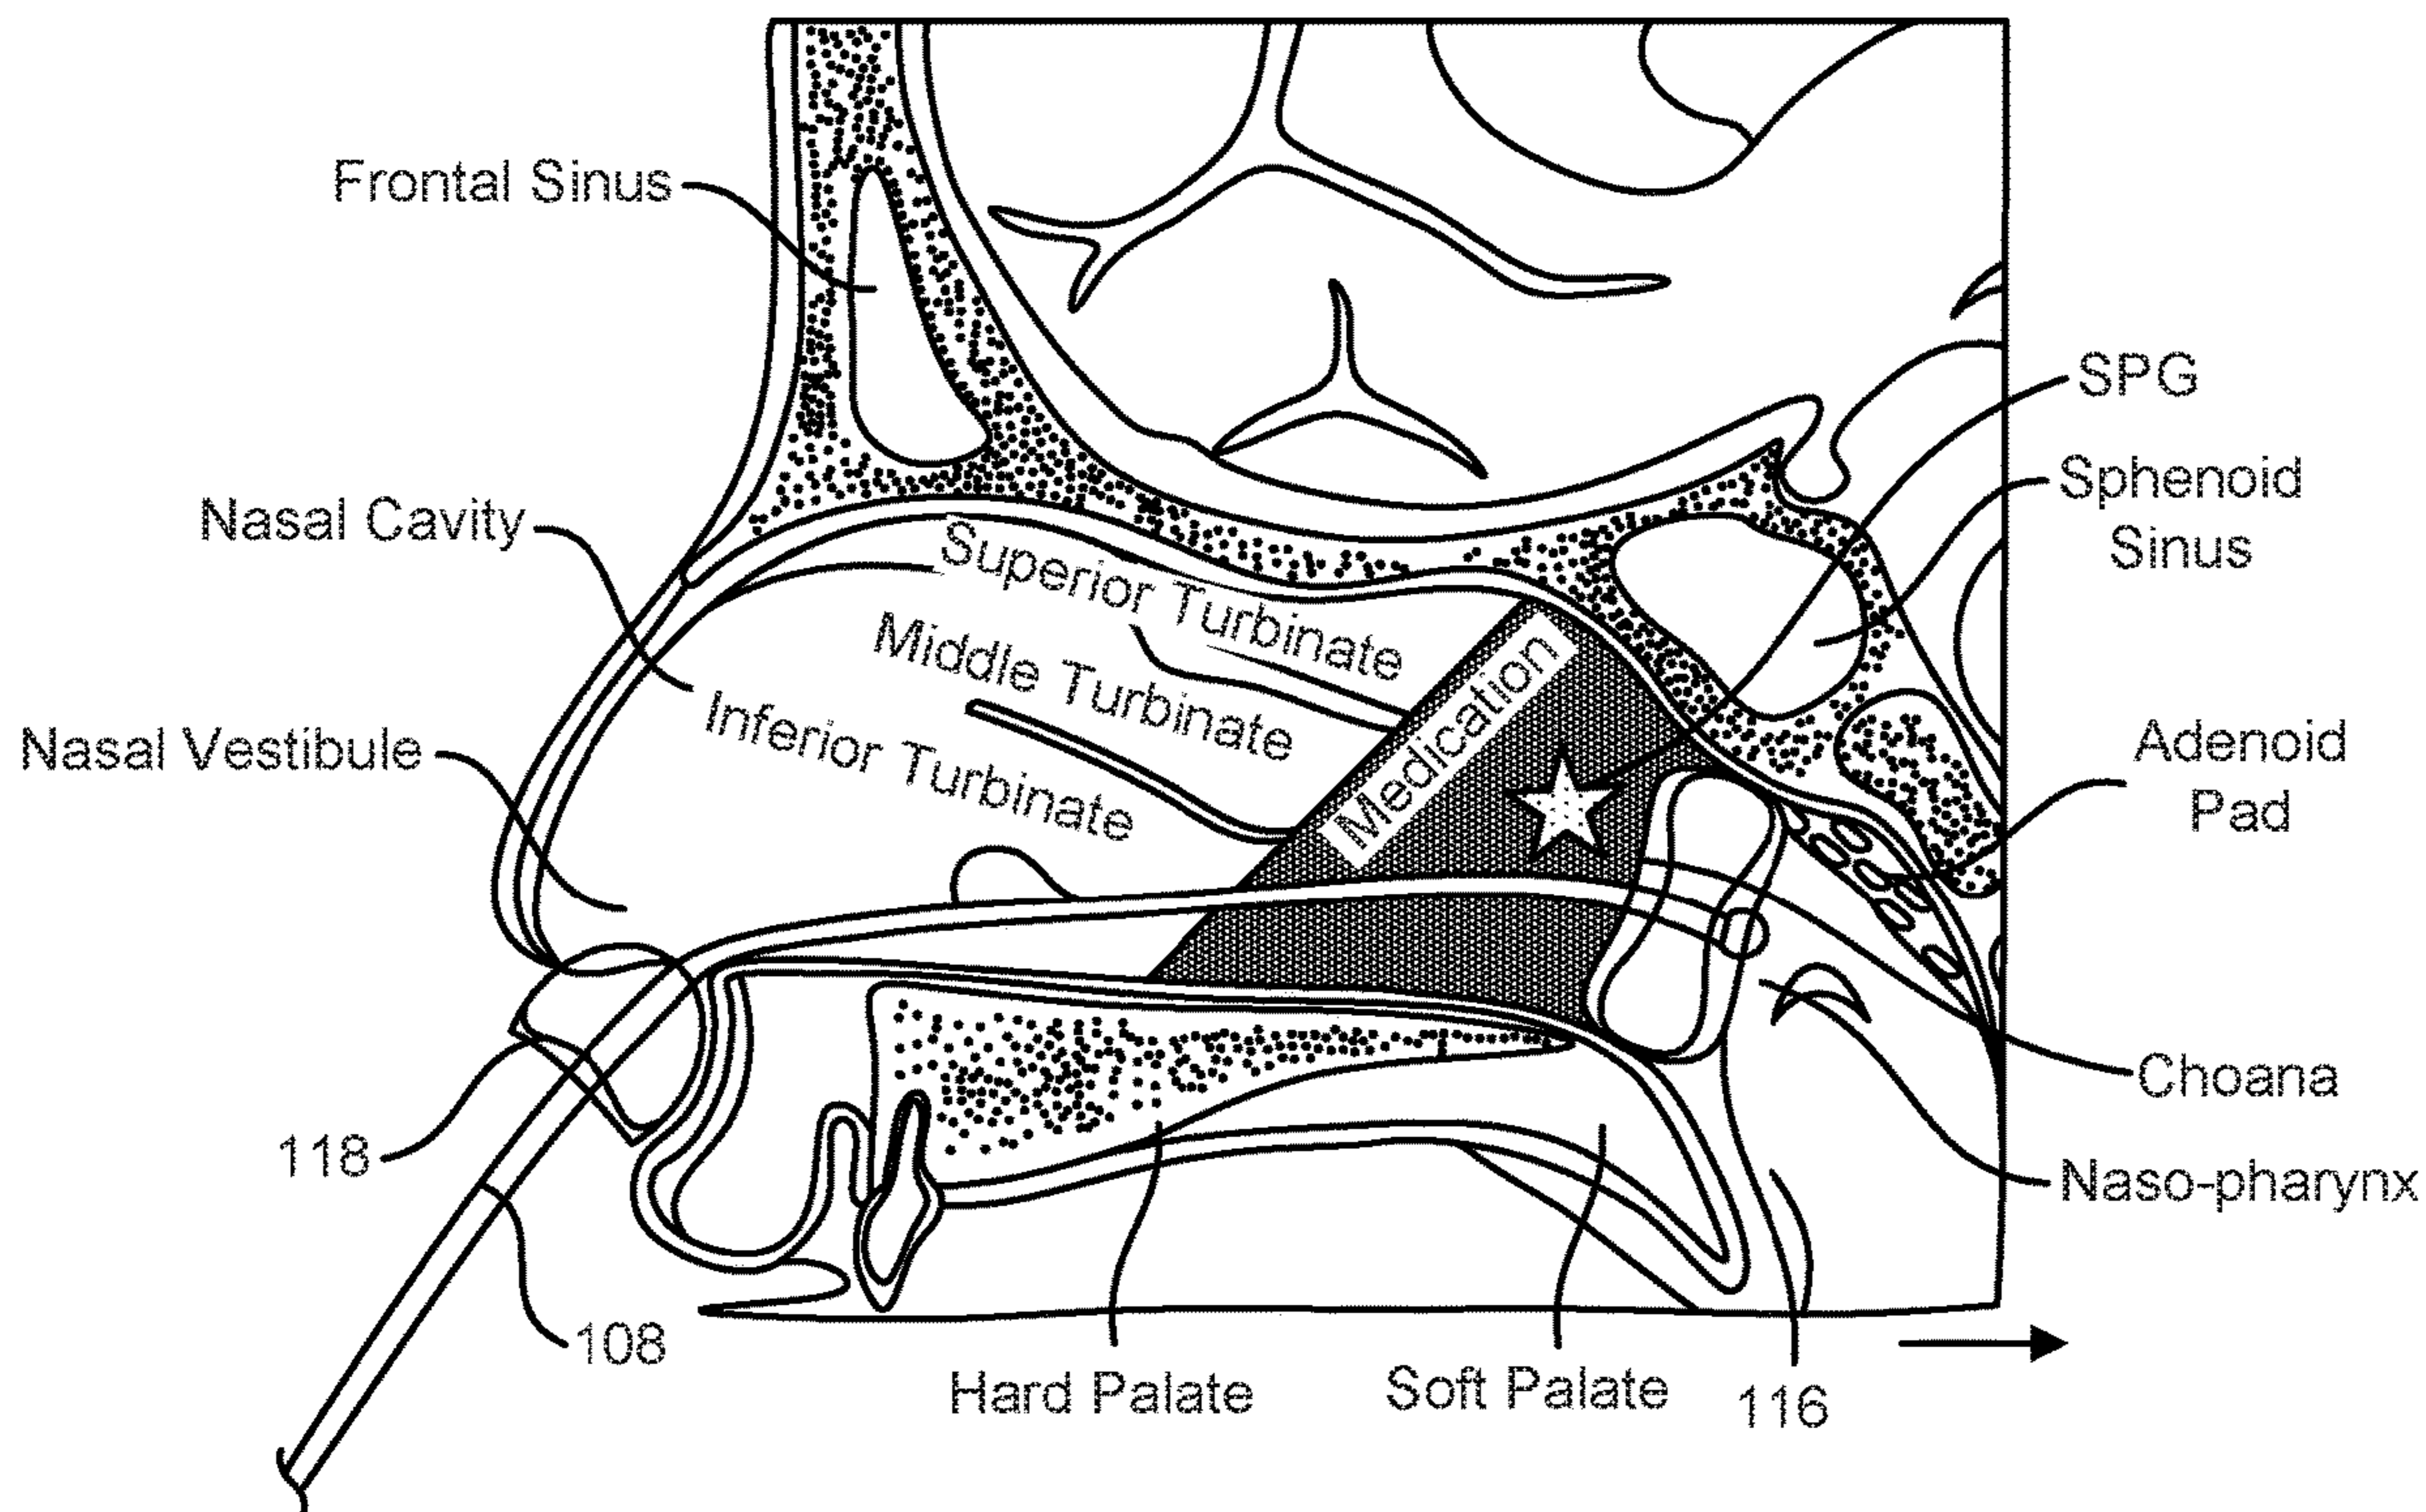 Frontal Sinus
SPG
Sphenoid
Sinus
Nasal Cavity
Superior Turbinate
Middle Turbinate
Inferior Turbinate
Medication
Nasal Vestibule
Adenoid
Pad
Choana
118
Naso-pharynx
108
Hard Palate
Soft Palate
116